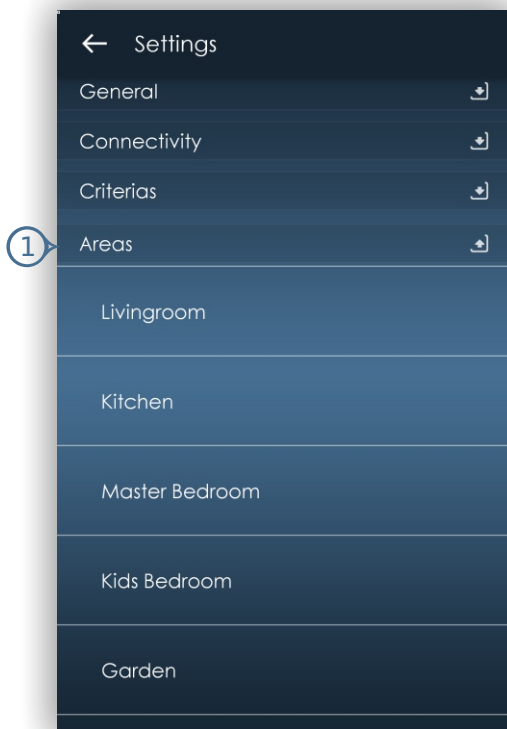 Settings
General
Connectivity
Criterias
1
Areas
Livingroom
Kitchen
Master Bedroom
Kids Bedroom
Garden